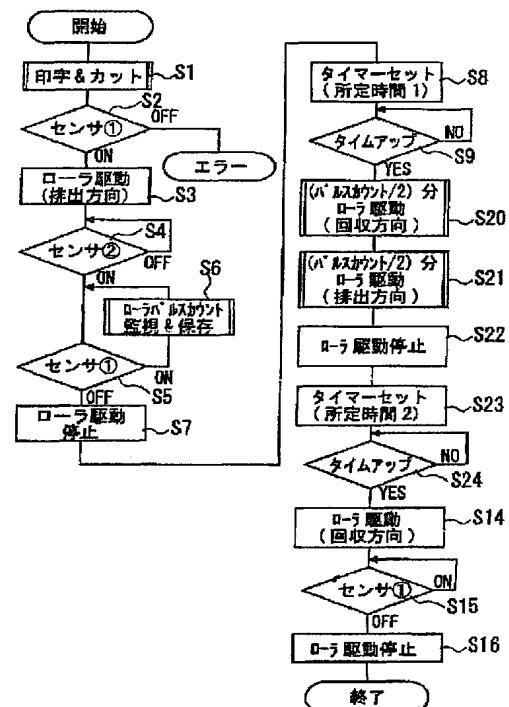 開始
印字＆カット
S1
S2
センサ①
OFF
ON
エラー
ローラ駆動
(排出方向)
S3
S4
センサ②
OFF
ON
S6
ﾛｰﾗﾊﾟﾙｽｶｳﾝﾄ
監視＆保存
センサ①
ON
S5
OFF
ローラ駆動
停止
S7
タイマーセット
(所定時間1)
S8
タイムアップ
NO
S9
YES
(ﾊﾟﾙｽｶｳﾝﾄ/2) 分
ﾛｰﾗ 駆動
(回収方向)
S20
(ﾊﾟﾙｽｶｳﾝﾄ/2) 分
ﾛｰﾗ 駆動
(排出方向)
S21
S22
ﾛｰﾗ 駆動停止
タイマーセット
(所定時間2)
S23
タイムアップ
NO
S24
YES
ﾛｰﾗ 駆動
(回収方向)
S14
センサ①
ON
S15
OFF
ﾛｰﾗ 駆動停止
S16
終了